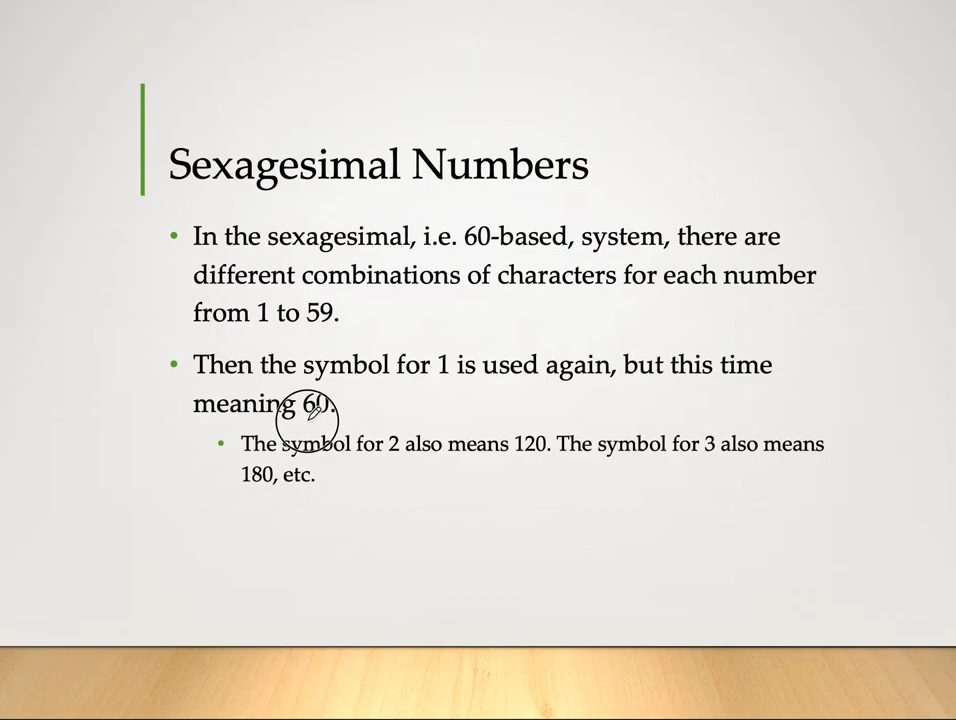 Sexagesimal Numbers
• In the sexagesimal, i.e. 60-based, system, there are
different combinations of characters for each number
from 1 to 59.
• Then the symbol for 1 is used again, but this time
meaning 60.
• The symbol for 2 also means 120. The symbol for 3 also means
180, etc.